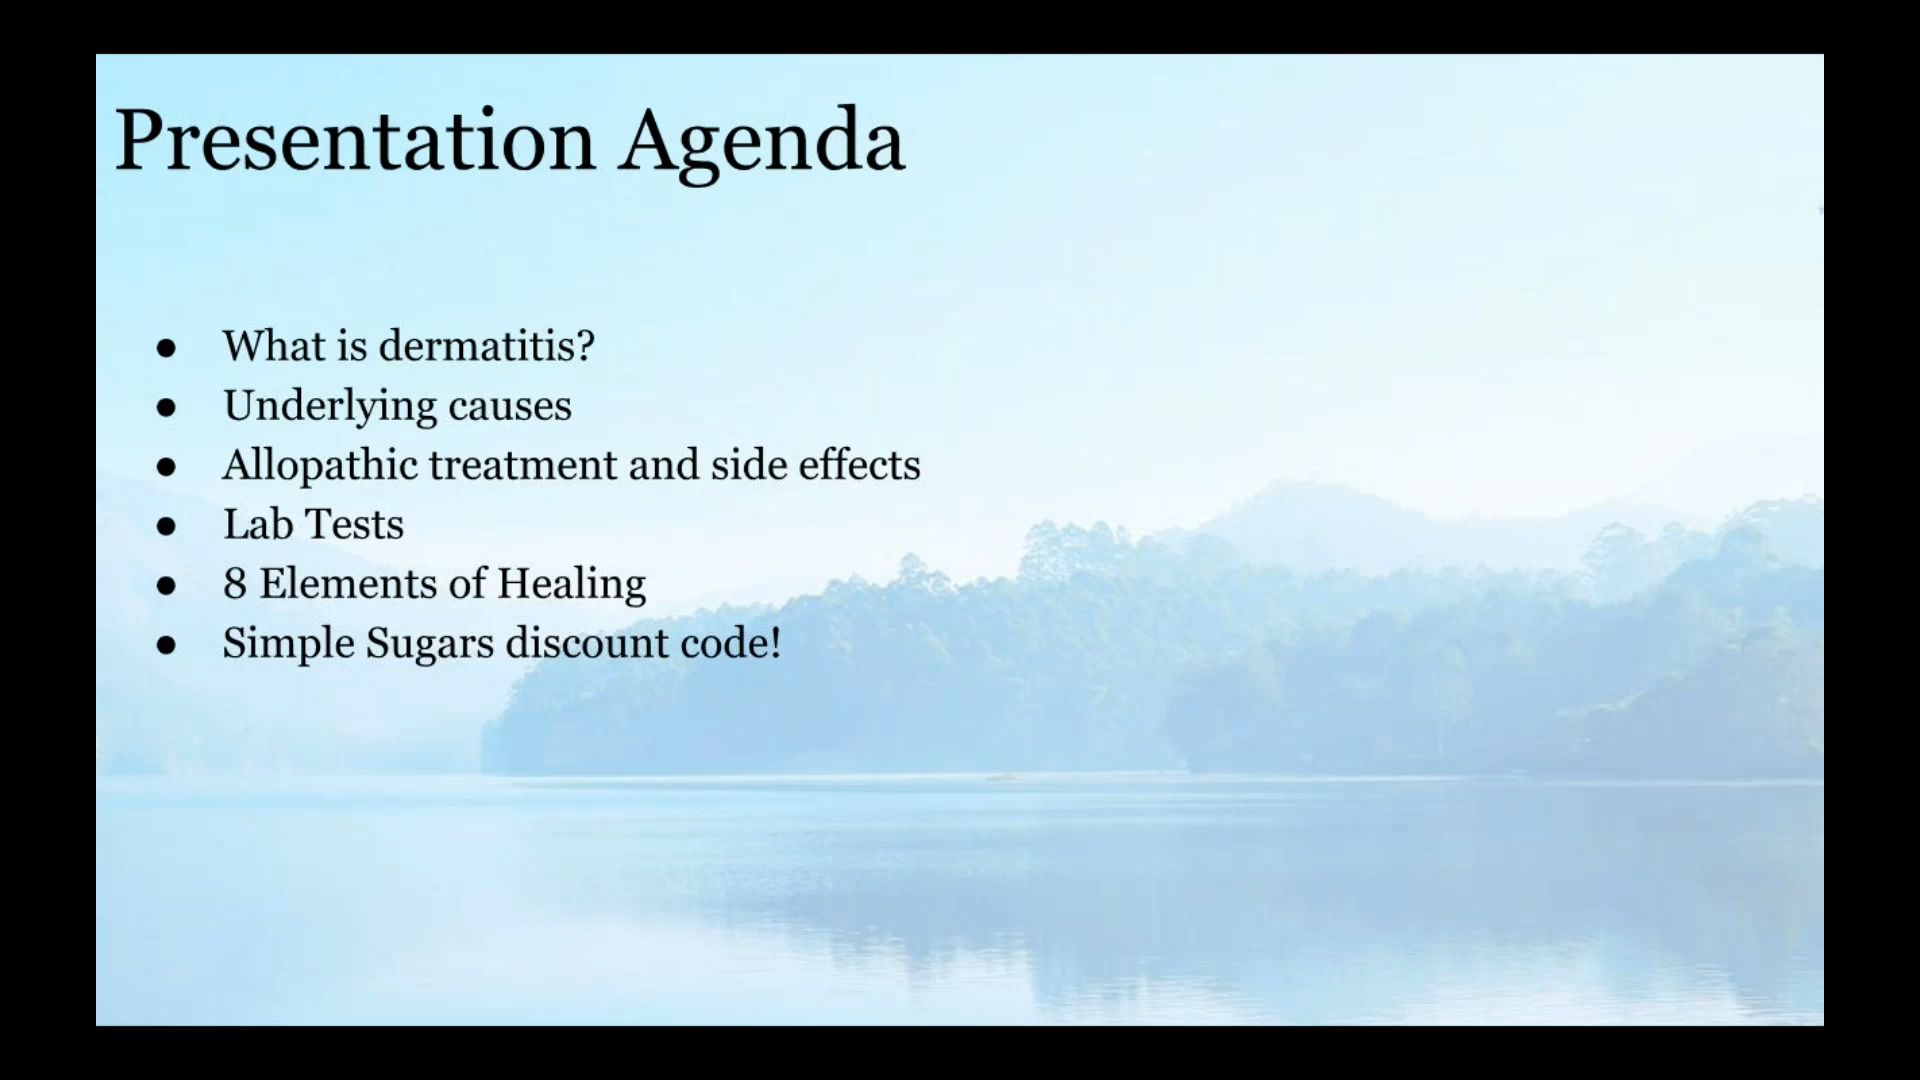 Presentation Agenda
● What is dermatitis?
● Underlying causes
● Allopathic treatment and side effects
● Lab Tests
● 8 Elements of Healing
● Simple Sugars discount code!